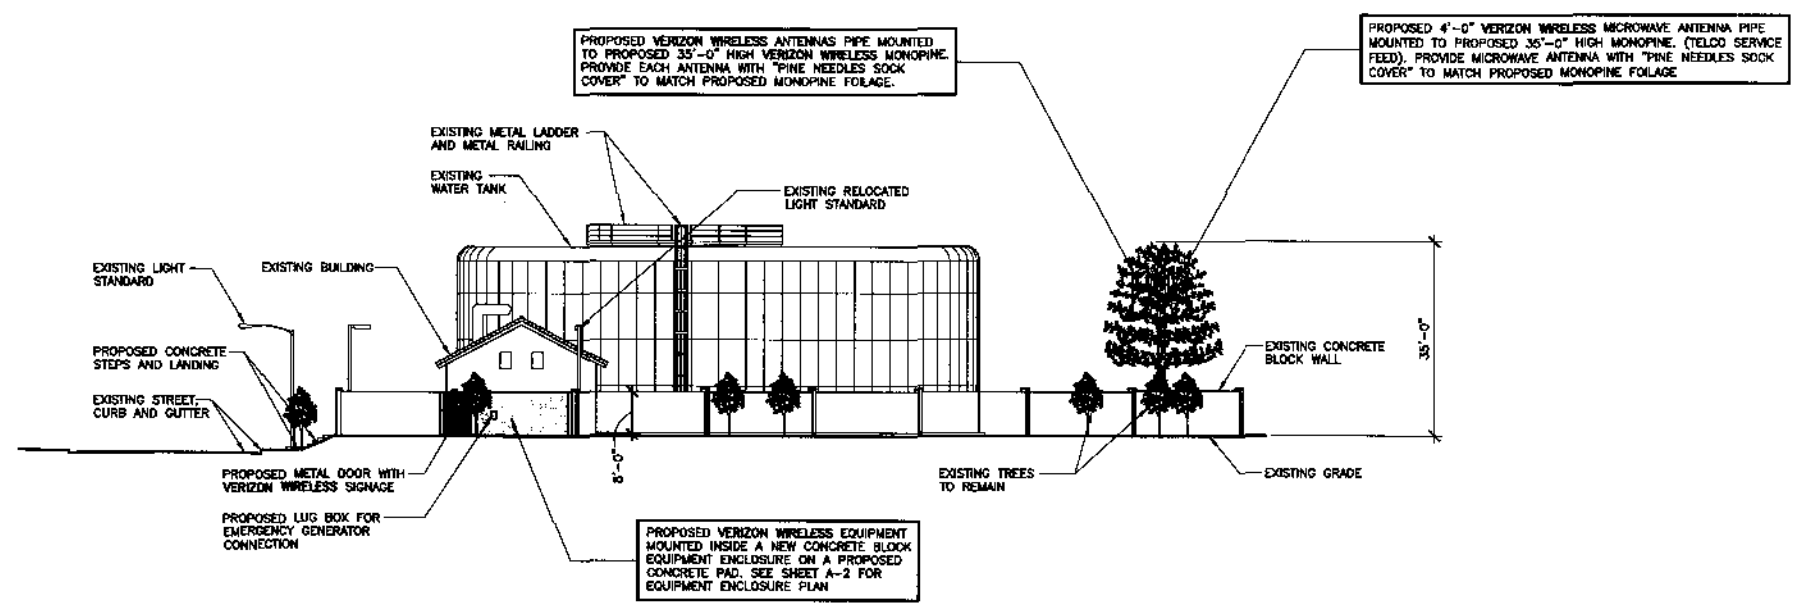 PROPOSED VERIZON WIRELESS ANTENNAS PIPE MOUNTED
TO PROPOSED 35'-0" HIGH VERIZON WIRELESS MONOPINE.
PROVIDE EACH ANTENNA WITH "PINE NEEDLES SOCK
COVER" TO MATCH PROPOSED MONOPINE FOILAGE.
PROPOSED 4'-0" VERIZON WIRELESS MICROWAVE ANTENNA PIPE
MOUNTED TO PROPOSED 35'-0" HIGH MONOPINE. (TELCO SERVICE
FEED). PROVIDE MICROWAVE ANTENNA WITH "PINE NEEDLES SOCK
COVER" TO MATCH PROPOSED MONOPINE FOILAGE
EXISTING METAL LADDER
AND METAL RAILING
EXISTING
WATER TANK
EXISTING RELOCATED
LIGHT STANDARD
EXISTING LIGHT
STANDARD
EXISTING BUILDING
PROPOSED CONCRETE
STEPS AND LANDING
EXISTING STREET,
CURB AND GUTTER
EXISTING CONCRETE
BLOCK WALL
35'-0"
8'-0"
PROPOSED METAL DOOR WITH
VERIZON WIRELESS SIGNAGE
PROPOSED LUG BOX FOR
EMERGENCY GENERATOR
CONNECTION
EXISTING TREES
TO REMAIN
EXISTING GRADE
PROPOSED VERIZON WIRELESS EQUIPMENT
MOUNTED INSIDE A NEW CONCRETE BLOCK
EQUIPMENT ENCLOSURE ON A PROPOSED
CONCRETE PAD. SEE SHEET A-2 FOR
EQUIPMENT ENCLOSURE PLAN